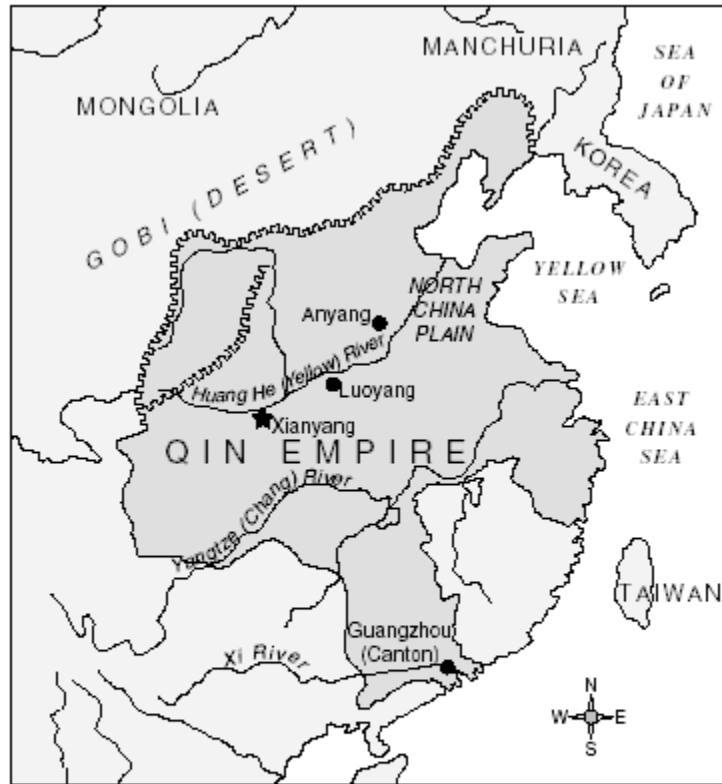 MANCHURIA
SEA
OF
JAPAN
MONGOLIA
GOBI (DESERT)
KOREA
YELLOW
SEA
NORTH
CHINA
PLAIN
Anyang
Huang He (Yellow) River
Luoyang
Xianyang
EAST
CHINA
SEA
QIN EMPIRE
Yangtze (Chang) River
TAIWAN
Guangzhou
(Canton)
Xi River
N
W E
S